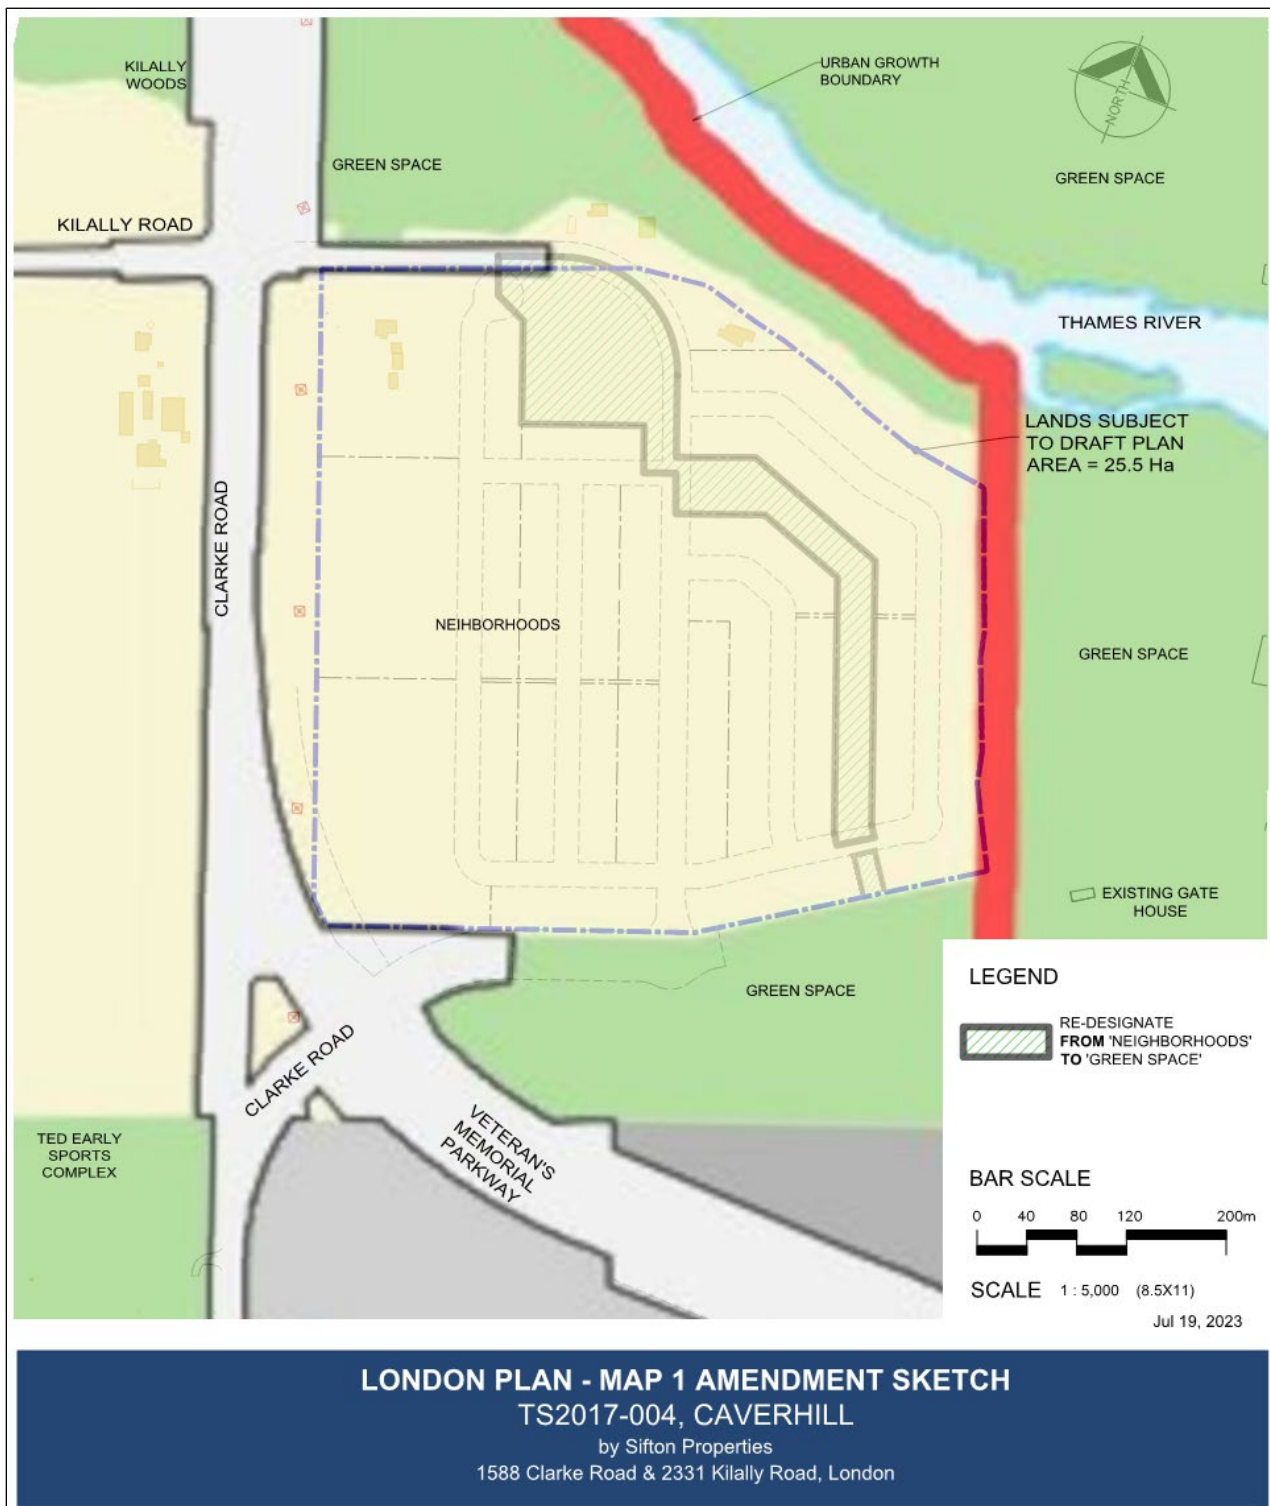 KILALLY
WOODS
URBAN GROWTH
BOUNDARY
NORTH
GREEN SPACE
GREEN SPACE
KILALLY ROAD
THAMES RIVER
LANDS SUBJECT
TO DRAFT PLAN
AREA = 25.5 Ha
CLARKE ROAD
NEIHBORHOODS
GREEN SPACE
EXISTING GATE
HOUSE
GREEN SPACE
CLARKE ROAD
VETERAN'S
MEMORIAL
PARKWAY
TED EARLY
SPORTS
COMPLEX
LEGEND
RE-DESIGNATE
FROM 'NEIGHBORHOODS'
TO 'GREEN SPACE'
BAR SCALE
0 40 80 120 200m
SCALE 1 : 5,000 (8.5X11)
Jul 19, 2023
LONDON PLAN - MAP 1 AMENDMENT SKETCH
TS2017-004, CAVERHILL
by Sifton Properties
1588 Clarke Road & 2331 Kilally Road, London